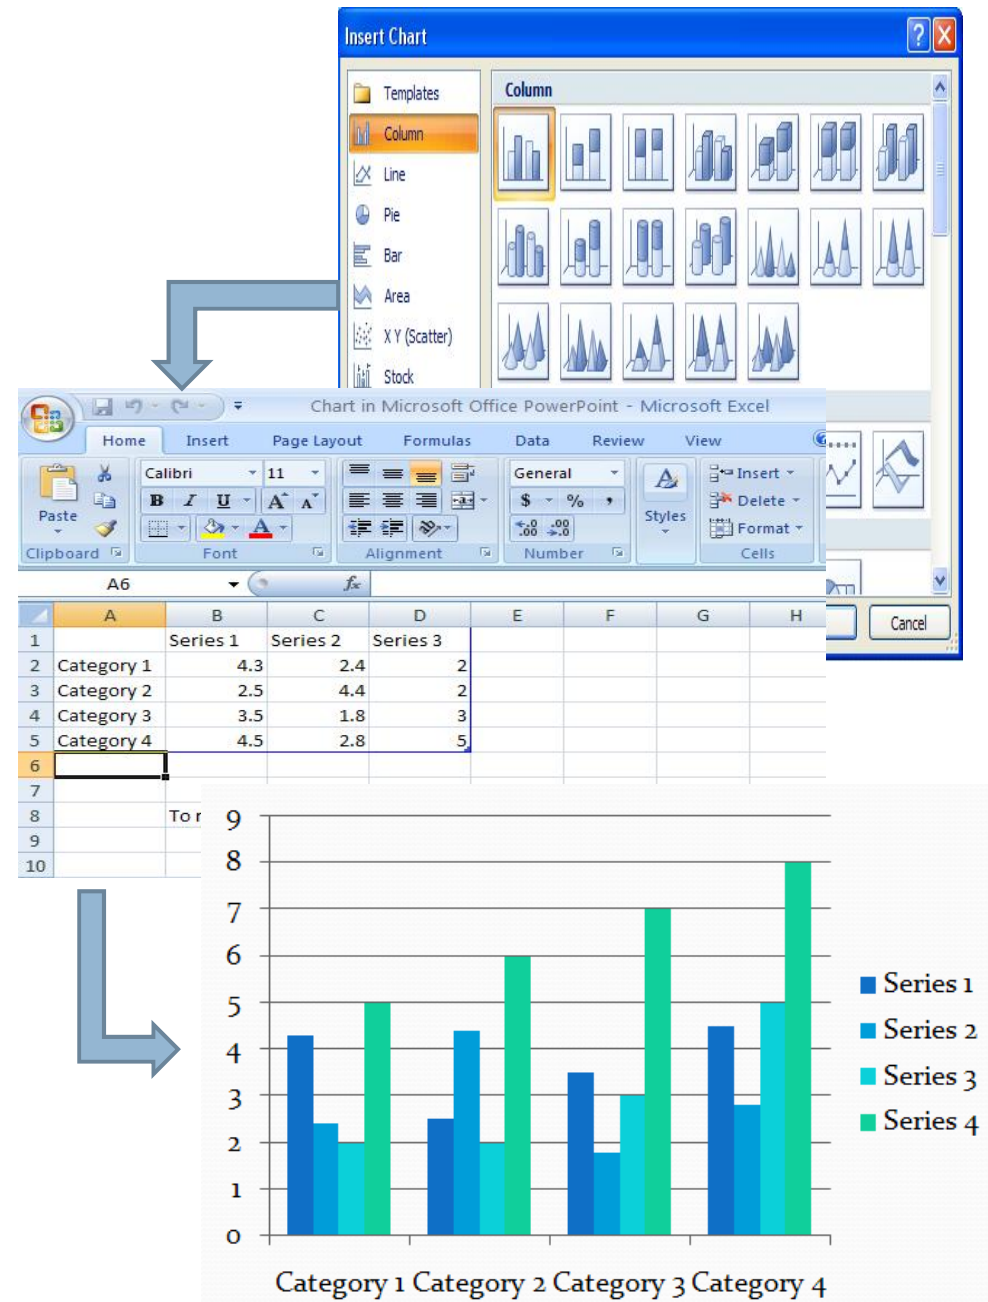 Insert Chart
Templates
Column
Line
Pie
Bar
Area
X Y (Scatter)
Stock
Column
Cancel
Chart in Microsoft Office PowerPoint - Microsoft Excel
Home Insert Page Layout Formulas Data Review View
Paste
Calibri 11
B I U A A
A
General
$ % ,
.00 .0
Styles
Insert
Delete
Format
Clipboard Font Alignment Number Cells
A6 fx
A B C D E F G H
1 Series 1 Series 2 Series 3
2 Category 1 4.3 2.4 2
3 Category 2 2.5 4.4 2
4 Category 3 3.5 1.8 3
5 Category 4 4.5 2.8 5
6
7
8 To
9
10
9
8
7
6
5
4
3
2
1
0
Category 1 Category 2 Category 3 Category 4
Series 1
Series 2
Series 3
Series 4